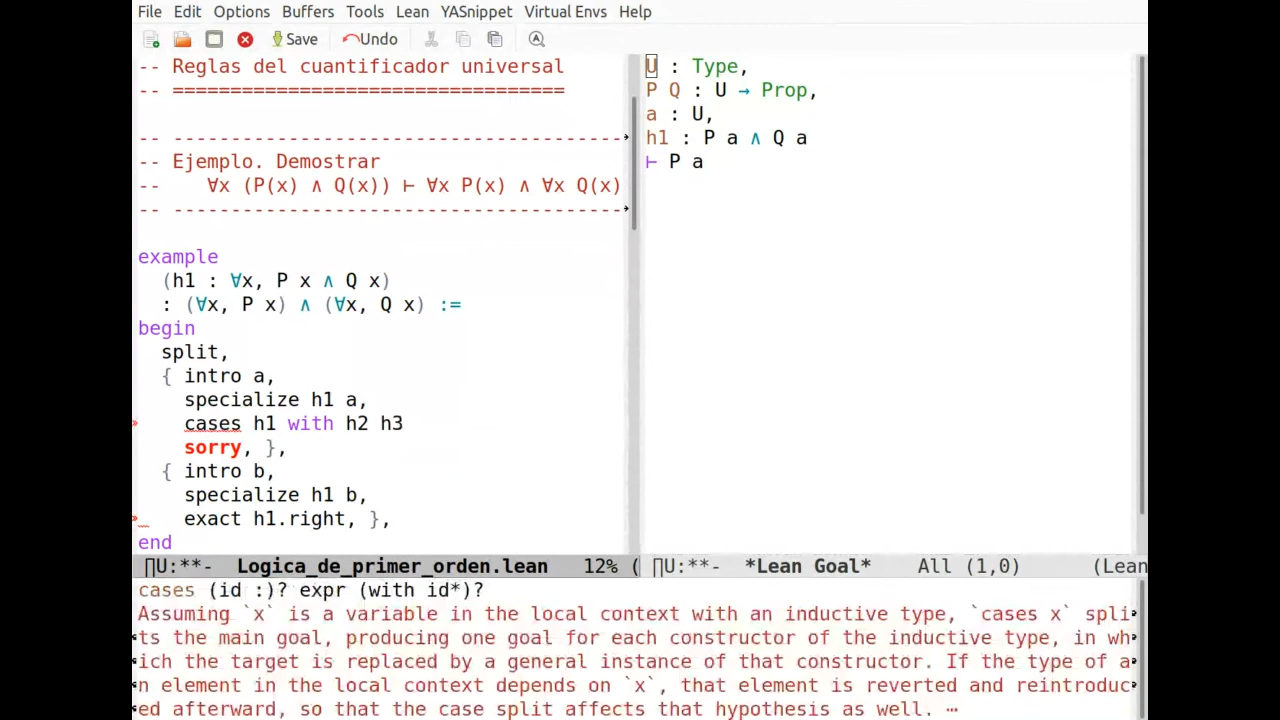 File Edit Options Buffers Tools Lean YASnippet Virtual Envs Help
Save Undo
-- Reglas del cuantificador universal
-- ==================================
-- ---------------------------------------
-- Ejemplo. Demostrar
--    ∀x (P(x) ∧ Q(x)) ⊢ ∀x P(x) ∧ ∀x Q(x)
-- ---------------------------------------
example
  (h1 : ∀x, P x ∧ Q x)
  : (∀x, P x) ∧ (∀x, Q x) :=
begin
  split,
  { intro a,
    specialize h1 a,
    cases h1 with h2 h3
    sorry, },
  { intro b,
    specialize h1 b,
    exact h1.right, },
end
∏U:**-  Logica_de_primer_orden.lean   12% (
U : Type,
P Q : U → Prop,
a : U,
h1 : P a ∧ Q a
⊢ P a
∏U:**-  *Lean Goal*    All (1,0)      (Lean
cases (id :)? expr (with id*)?
Assuming `x` is a variable in the local context with an inductive type, `cases x` spli
ts the main goal, producing one goal for each constructor of the inductive type, in wh
ich the target is replaced by a general instance of that constructor. If the type of a
n element in the local context depends on `x`, that element is reverted and reintroduc
ed afterward, so that the case split affects that hypothesis as well. ⋯